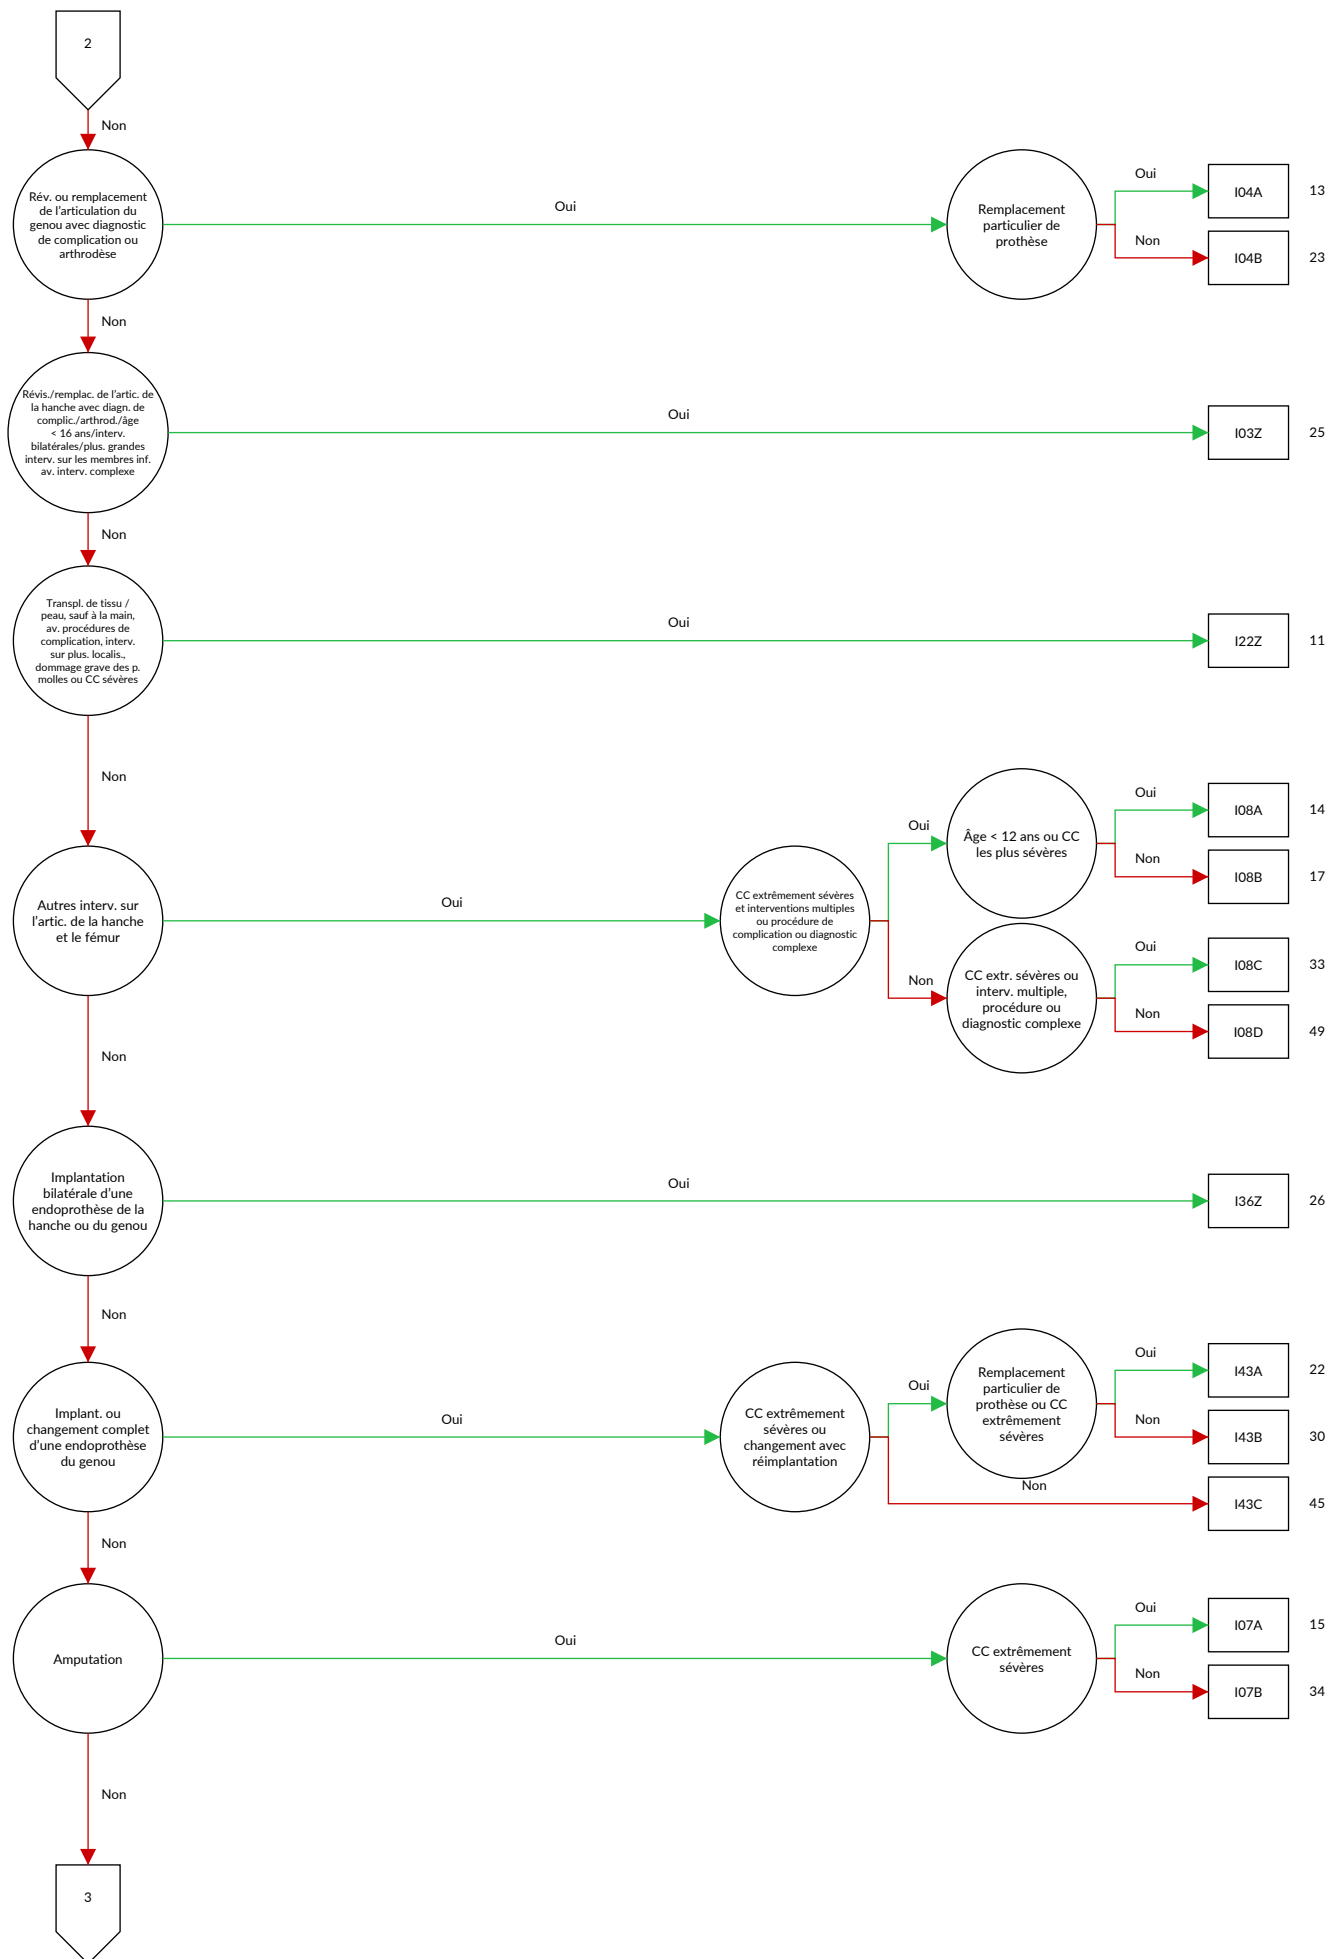 2
Non
Rév. ou remplacement
de l'articulation du
genou avec diagnostic
de complication ou
arthrodèse
Oui
Remplacement
particulier de
prothèse
Oui
I04A
13
Non
I04B
23
Non
Révis./remplac. de l'artic. de
la hanche avec diagn. de
complic./arthrod./âge
< 16 ans/interv.
bilatérales/plus. grandes
interv. sur les membres inf.
av. interv. complexe
Oui
I03Z
25
Non
Transpl. de tissu /
peau, sauf à la main,
av. procédures de
complication, interv.
sur plus. localis.,
dommage grave des p.
molles ou CC sévères
Oui
I22Z
11
Non
Autres interv. sur
l'artic. de la hanche
et le fémur
Oui
CC extrêmement sévères
et interventions multiples
ou procédure de
complication ou diagnostic
complexe
Oui
Âge < 12 ans ou CC
les plus sévères
Oui
I08A
14
Non
I08B
17
Non
CC extr. sévères ou
interv. multiple,
procédure ou
diagnostic complexe
Oui
I08C
33
Non
I08D
49
Non
Implantation
bilatérale d'une
endoprothèse de la
hanche ou du genou
Oui
I36Z
26
Non
Implant. ou
changement complet
d'une endoprothèse
du genou
Oui
CC extrêmement
sévères ou
changement avec
réimplantation
Oui
Remplacement
particulier de
prothèse ou CC
extrêmement
sévères
Oui
I43A
22
Non
I43B
30
Non
I43C
45
Non
Amputation
Oui
CC extrêmement
sévères
Oui
I07A
15
Non
I07B
34
Non
3